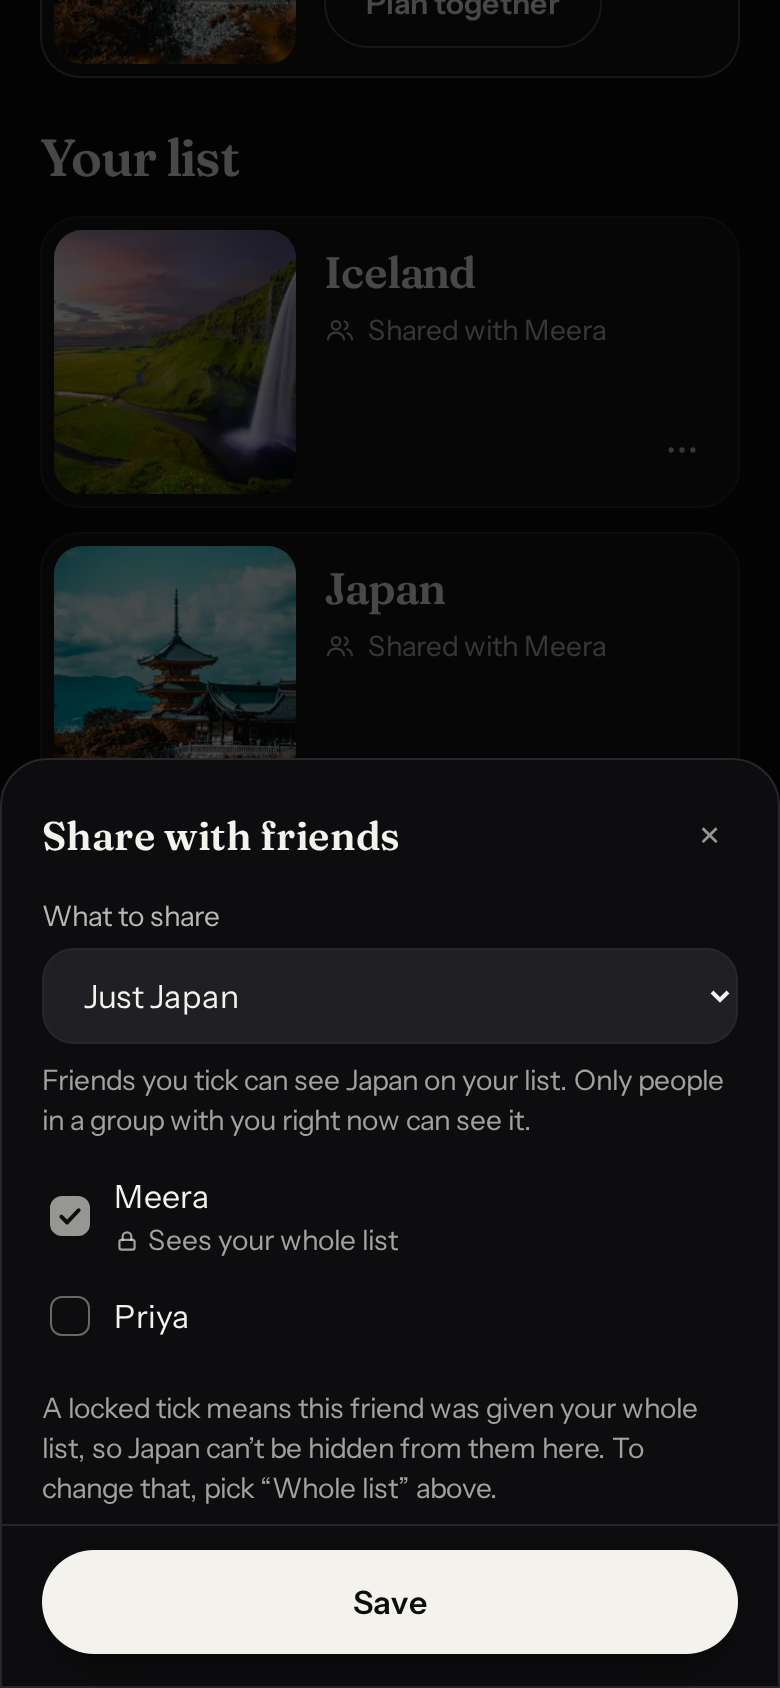 Plan together
Your list
Iceland
Shared with Meera
Japan
Shared with Meera
Share with friends
What to share
Just Japan
Friends you tick can see Japan on your list. Only people
in a group with you right now can see it.
Meera
Sees your whole list
Priya
A locked tick means this friend was given your whole
list, so Japan can’t be hidden from them here. To
change that, pick “Whole list” above.
Save